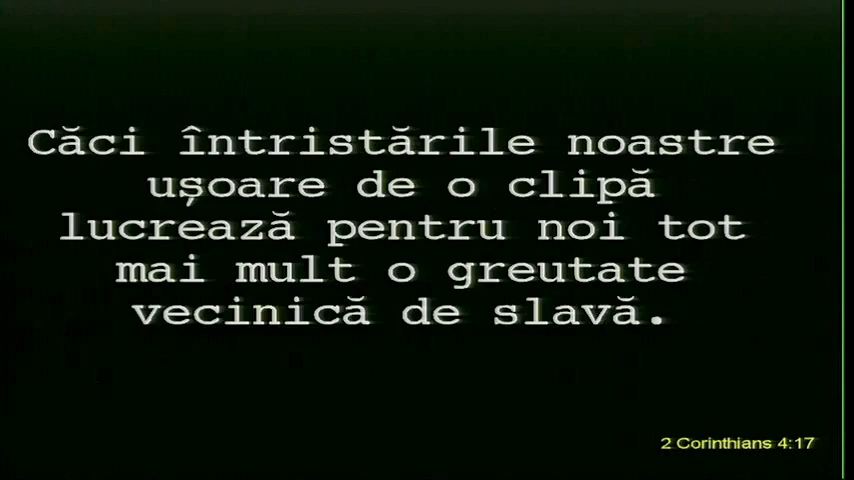 Căci întristările noastre
ușoare de o clipă
lucrează pentru noi tot
mai mult o greutate
vecinică de slavă.
2 Corinthians 4:17